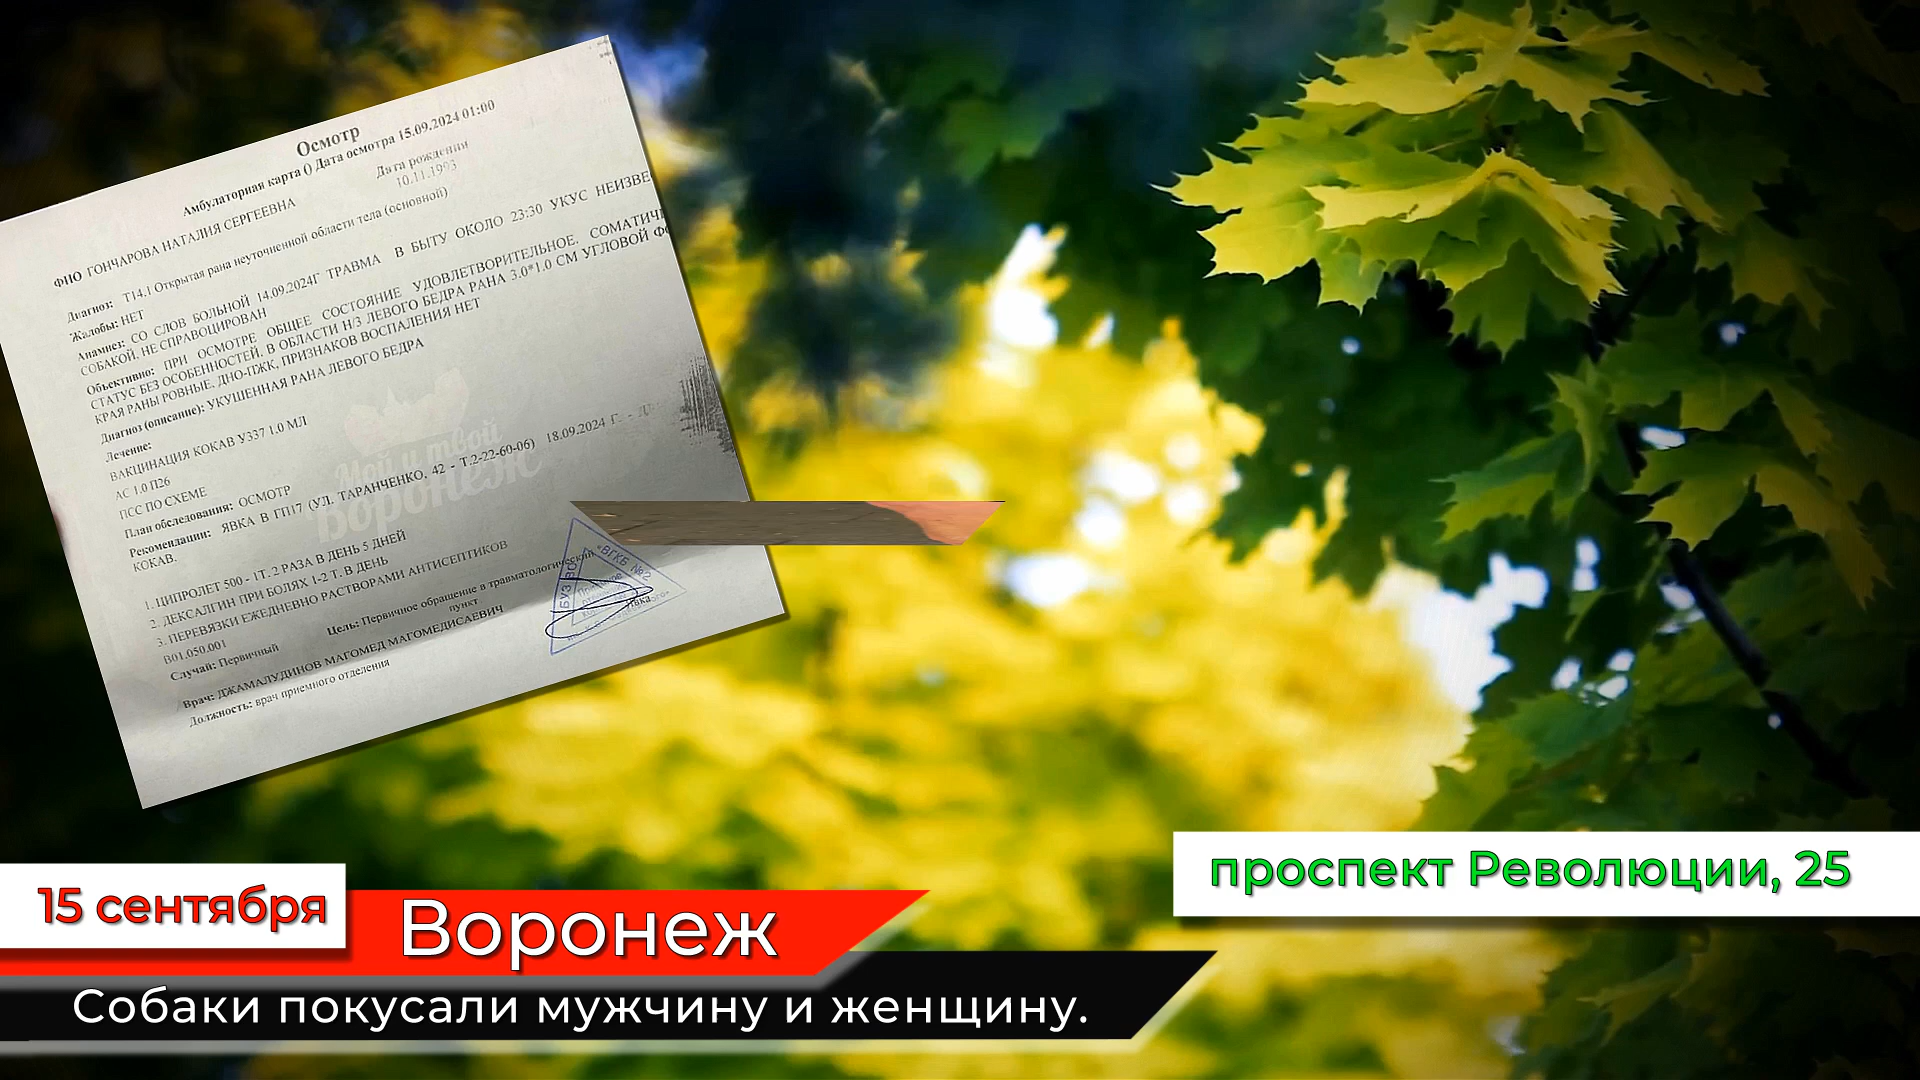 Осмотр
Амбулаторная карта () Дата осмотра 15.09.2024 01:00
Дата рождения
10.11.1993
ФИО ГОНЧАРОВА НАТАЛИЯ СЕРГЕЕВНА
Диагноз: T14.1 Открытая рана неуточненной области тела (основной)
Жалобы: НЕТ
Анамнез: СО СЛОВ БОЛЬНОЙ 14.09.2024Г ТРАВМА В БЫТУ ОКОЛО 23:30 УКУС НЕИЗВЕ
СОБАКОЙ. НЕ СПРАВОЦИРОВАН
Объективно: ПРИ ОСМОТРЕ ОБЩЕЕ СОСТОЯНИЕ УДОВЛЕТВОРИТЕЛЬНОЕ. СОМАТИЧ
СТАТУС БЕЗ ОСОБЕННОСТЕЙ. В ОБЛАСТИ Н/3 ЛЕВОГО БЕДРА РАНА 3.0*1.0 СМ УГЛОВОЙ Ф
КРАЯ РАНЫ РОВНЫЕ, ДНО-ПЖК, ПРИЗНАКОВ ВОСПАЛЕНИЯ НЕТ
Диагноз (описание): УКУШЕННАЯ РАНА ЛЕВОГО БЕДРА
Лечение:
ВАКЦИНАЦИЯ КОКАВ У337 1.0 МЛ
АС 1.0 П26
ПСС ПО СХЕМЕ
План обследования: ОСМОТР
Рекомендации: ЯВКА В ГП17 (УЛ. ТАРАНЧЕНКО, 42 - Т.2-22-60-06) 18.09.2024 Г.
КОКАВ.
1. ЦИПРОЛЕТ 500 - 1Т. 2 РАЗА В ДЕНЬ 5 ДНЕЙ
2. ДЕКСАЛГИН ПРИ БОЛЯХ 1-2 Т. В ДЕНЬ
3. ПЕРЕВЯЗКИ ЕЖЕДНЕВНО РАСТВОРАМИ АНТИСЕПТИКОВ
B01.050.001
Случай: Первичный
Цель: Первичное обращение в травматологический
пункт
Врач: ДЖАМАЛУДИНОВ МАГОМЕД МАГОМЕДИСАЕВИЧ
Должность: врач приемного отделения
Мой и твой
Воронеж
«ВГКБ №2
БУЗ ВО
проспект Революции, 25
15 сентября
Воронеж
Собаки покусали мужчину и женщину.